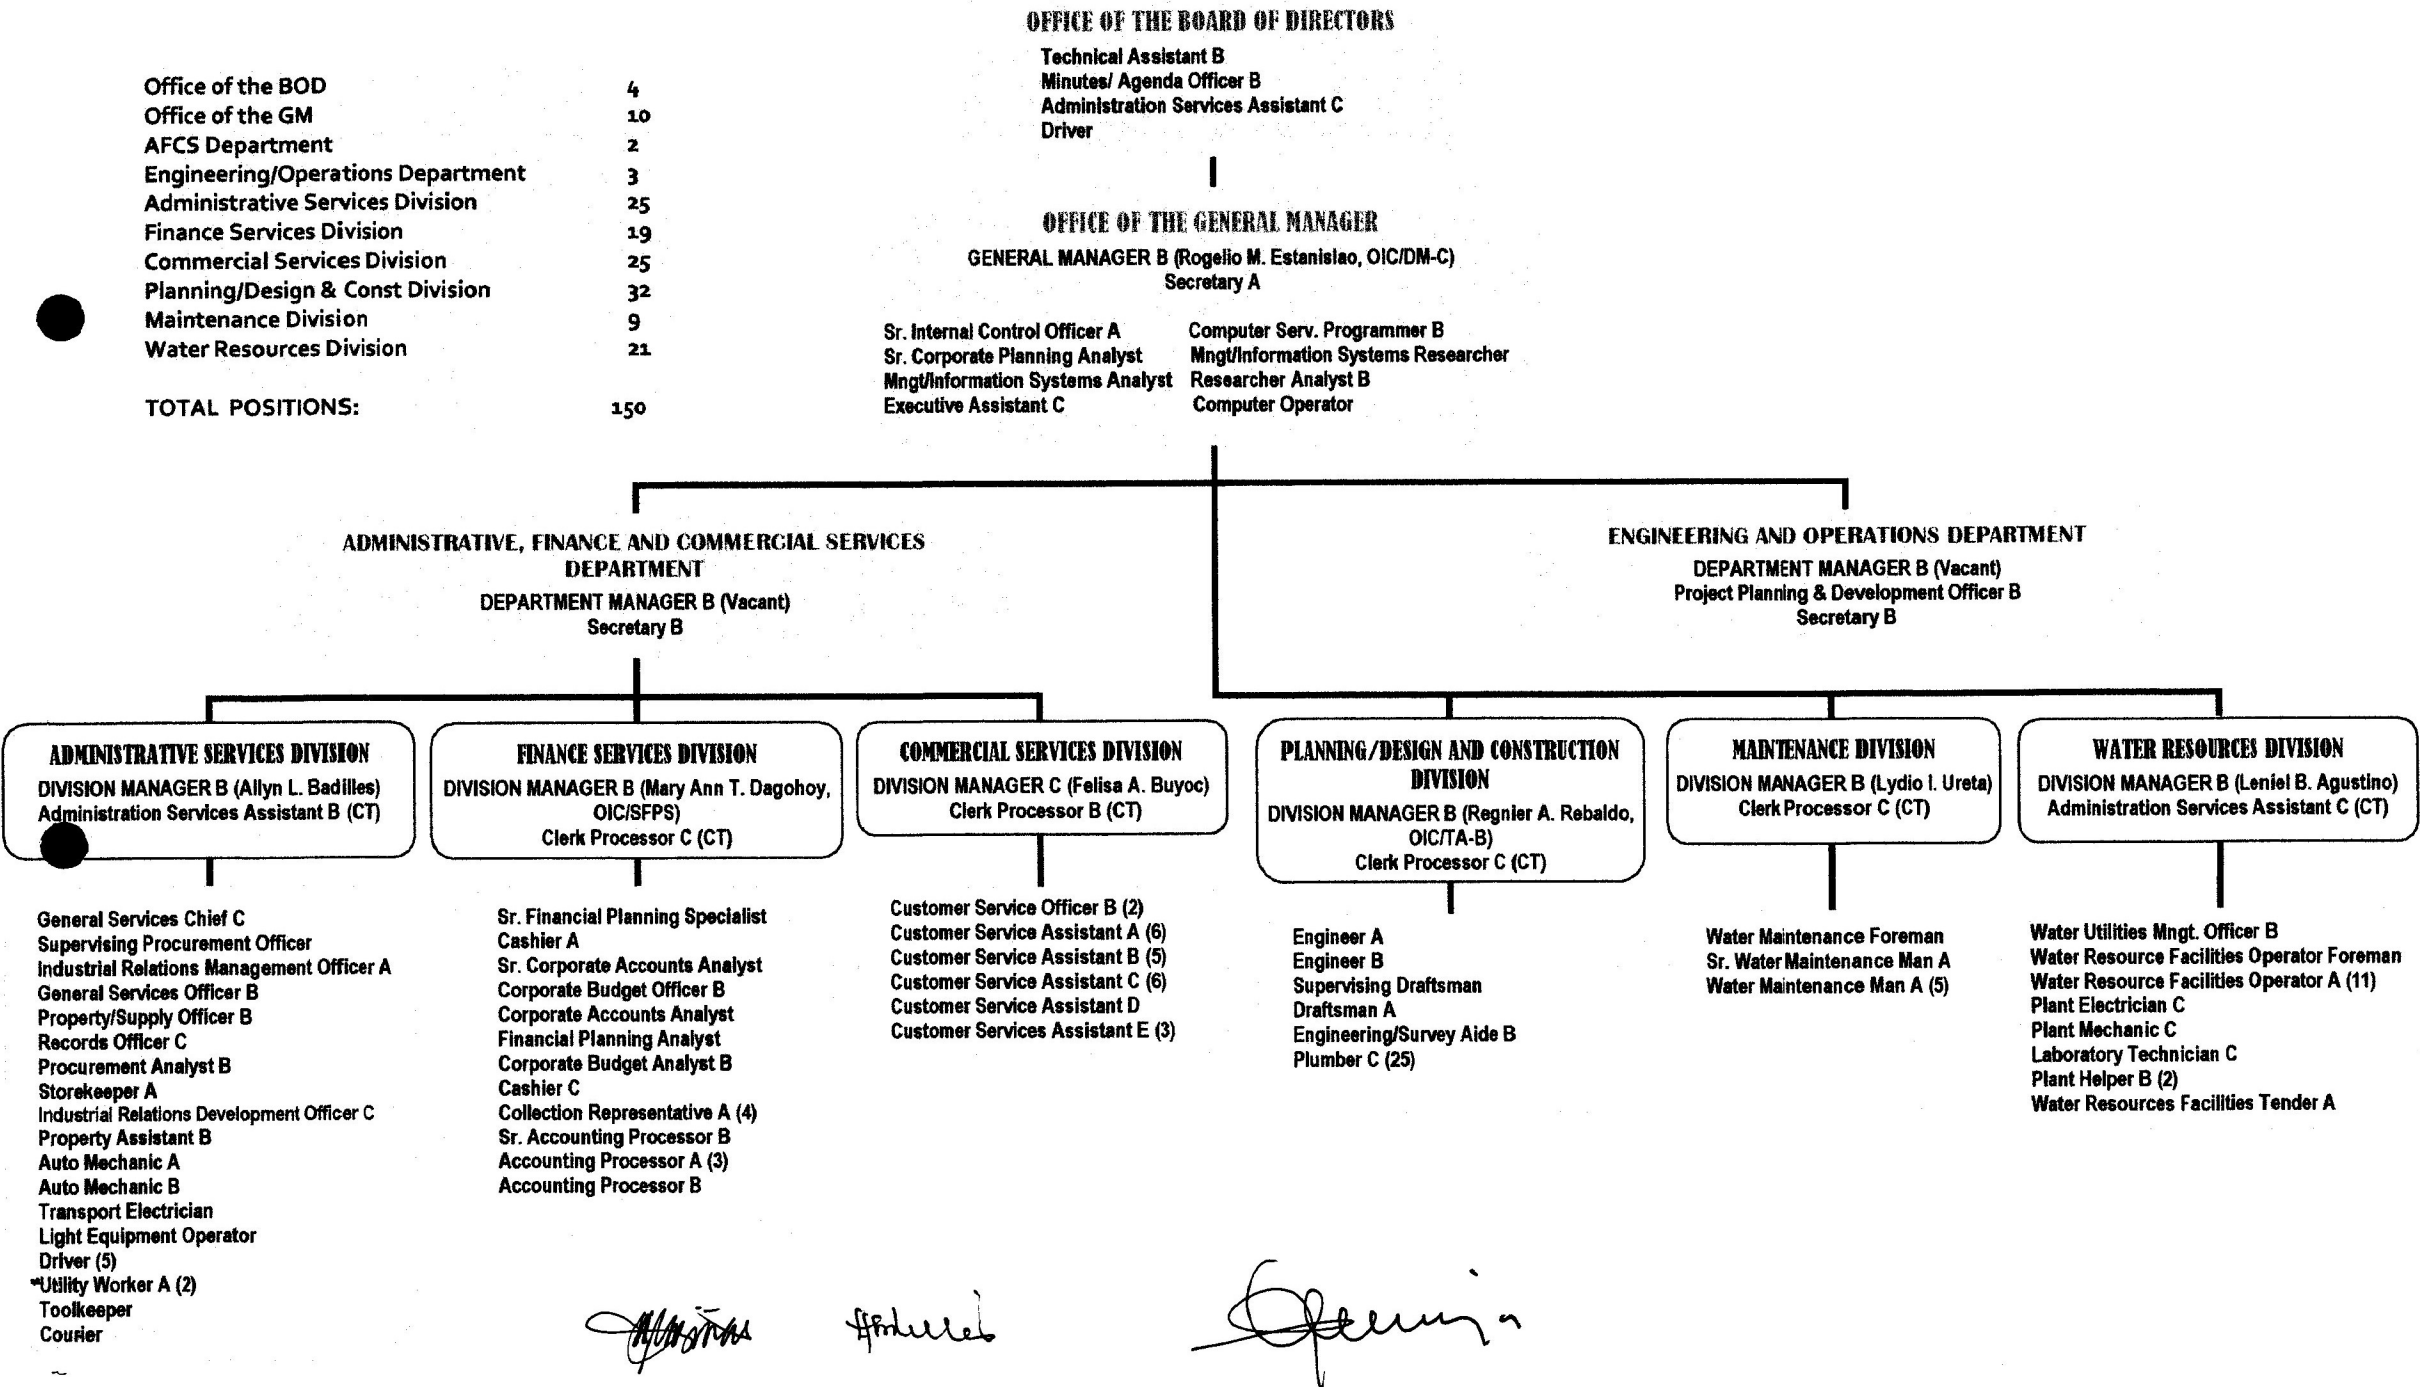 OFFICE OF THE BOARD OF DIRECTORS
Technical Assistant B
Minutes/ Agenda Officer B
Administration Services Assistant C
Driver
Office of the BOD 4
Office of the GM 10
AFCS Department 2
Engineering/Operations Department 3
Administrative Services Division 25
Finance Services Division 19
Commercial Services Division 25
Planning/Design & Const Division 32
Maintenance Division 9
Water Resources Division 21
TOTAL POSITIONS: 150
OFFICE OF THE GENERAL MANAGER
GENERAL MANAGER B (Rogelio M. Estanislao, OIC/DM-C)
Secretary A
Sr. Internal Control Officer A
Sr. Corporate Planning Analyst
Mngt/Information Systems Analyst
Executive Assistant C
Computer Serv. Programmer B
Mngt/Information Systems Researcher
Researcher Analyst B
Computer Operator
ADMINISTRATIVE, FINANCE AND COMMERCIAL SERVICES
DEPARTMENT
DEPARTMENT MANAGER B (Vacant)
Secretary B
ENGINEERING AND OPERATIONS DEPARTMENT
DEPARTMENT MANAGER B (Vacant)
Project Planning & Development Officer B
Secretary B
ADMINISTRATIVE SERVICES DIVISION
DIVISION MANAGER B (Allyn L. Badilles)
Administration Services Assistant B (CT)
General Services Chief C
Supervising Procurement Officer
Industrial Relations Management Officer A
General Services Officer B
Property/Supply Officer B
Records Officer C
Procurement Analyst B
Storekeeper A
Industrial Relations Development Officer C
Property Assistant B
Auto Mechanic A
Auto Mechanic B
Transport Electrician
Light Equipment Operator
Driver (5)
Utility Worker A (2)
Toolkeeper
Courier
FINANCE SERVICES DIVISION
DIVISION MANAGER B (Mary Ann T. Dagohoy,
OIC/SFPS)
Clerk Processor C (CT)
Sr. Financial Planning Specialist
Cashier A
Sr. Corporate Accounts Analyst
Corporate Budget Officer B
Corporate Accounts Analyst
Financial Planning Analyst
Corporate Budget Analyst B
Cashier C
Collection Representative A (4)
Sr. Accounting Processor B
Accounting Processor A (3)
Accounting Processor B
COMMERCIAL SERVICES DIVISION
DIVISION MANAGER C (Felisa A. Buyoc)
Clerk Processor B (CT)
Customer Service Officer B (2)
Customer Service Assistant A (6)
Customer Service Assistant B (5)
Customer Service Assistant C (6)
Customer Service Assistant D
Customer Services Assistant E (3)
PLANNING/DESIGN AND CONSTRUCTION
DIVISION
DIVISION MANAGER B (Regnier A. Rebaldo,
OIC/TA-B)
Clerk Processor C (CT)
Engineer A
Engineer B
Supervising Draftsman
Draftsman A
Engineering/Survey Aide B
Plumber C (25)
MAINTENANCE DIVISION
DIVISION MANAGER B (Lydio I. Ureta)
Clerk Processor C (CT)
Water Maintenance Foreman
Sr. Water Maintenance Man A
Water Maintenance Man A (5)
WATER RESOURCES DIVISION
DIVISION MANAGER B (Leniel B. Agustino)
Administration Services Assistant C (CT)
Water Utilities Mngt. Officer B
Water Resource Facilities Operator Foreman
Water Resource Facilities Operator A (11)
Plant Electrician C
Plant Mechanic C
Laboratory Technician C
Plant Helper B (2)
Water Resources Facilities Tender A